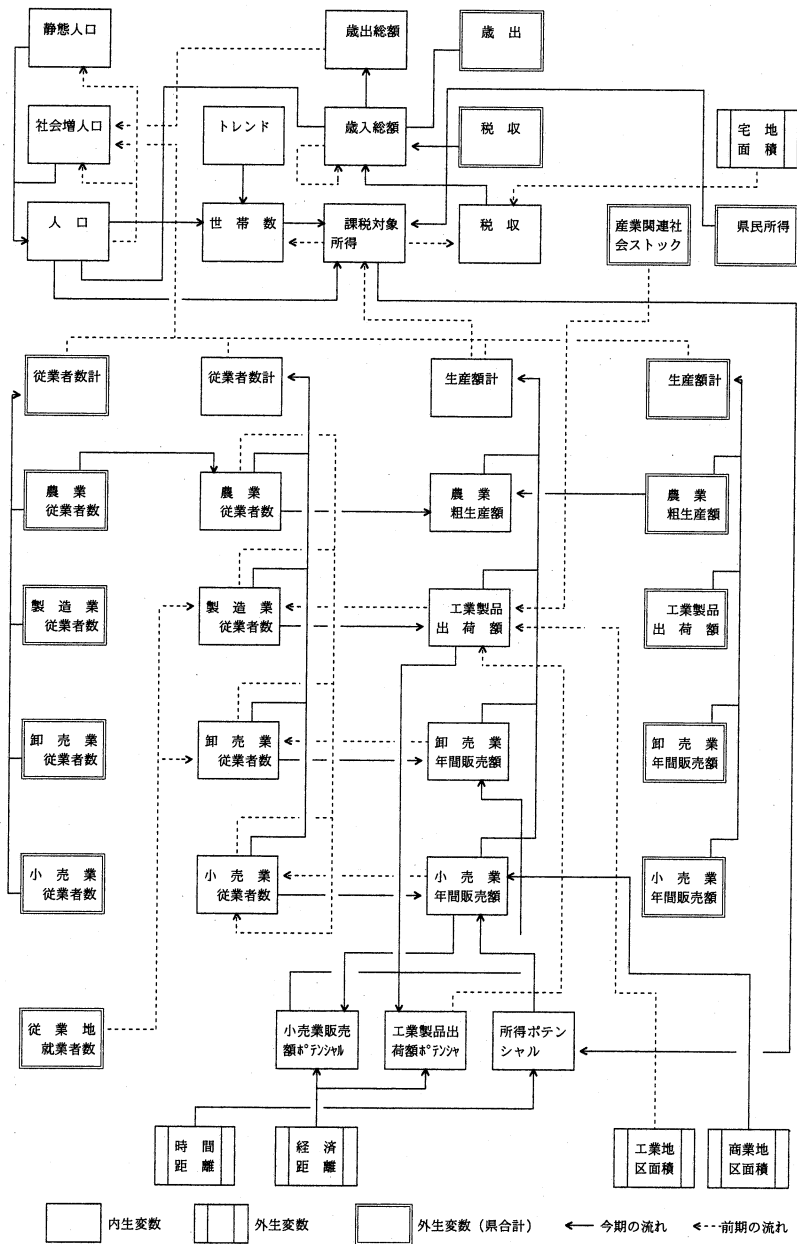 静態人口
歳出総額
歳 出
社会増人口
トレンド
歳入総額
税 収
宅 地
面 積
人 口
世 帯 数
課税対象
所得
税 収
産業関連社
会ストック
県民所得
従業者数計
従業者数計
生産額計
生産額計
農 業
従業者数
農 業
従業者数
農 業
粗生産額
農 業
粗生産額
製 造 業
従業者数
製 造 業
従業者数
工業製品
出 荷 額
工業製品
出 荷 額
卸 売 業
従業者数
卸 売 業
従業者数
卸 売 業
年間販売額
卸 売 業
年間販売額
小 売 業
従業者数
小 売 業
従業者数
小 売 業
年間販売額
小 売 業
年間販売額
従 業 地
就業者数
小売業販売
額ポテンシャル
工業製品出
荷額ポテンシャ
所得ポテン
シャル
時 間
距 離
経 済
距 離
工業地
区面積
商業地
区面積
内生変数
外生変数
外生変数（県合計）
今期の流れ
前期の流れ